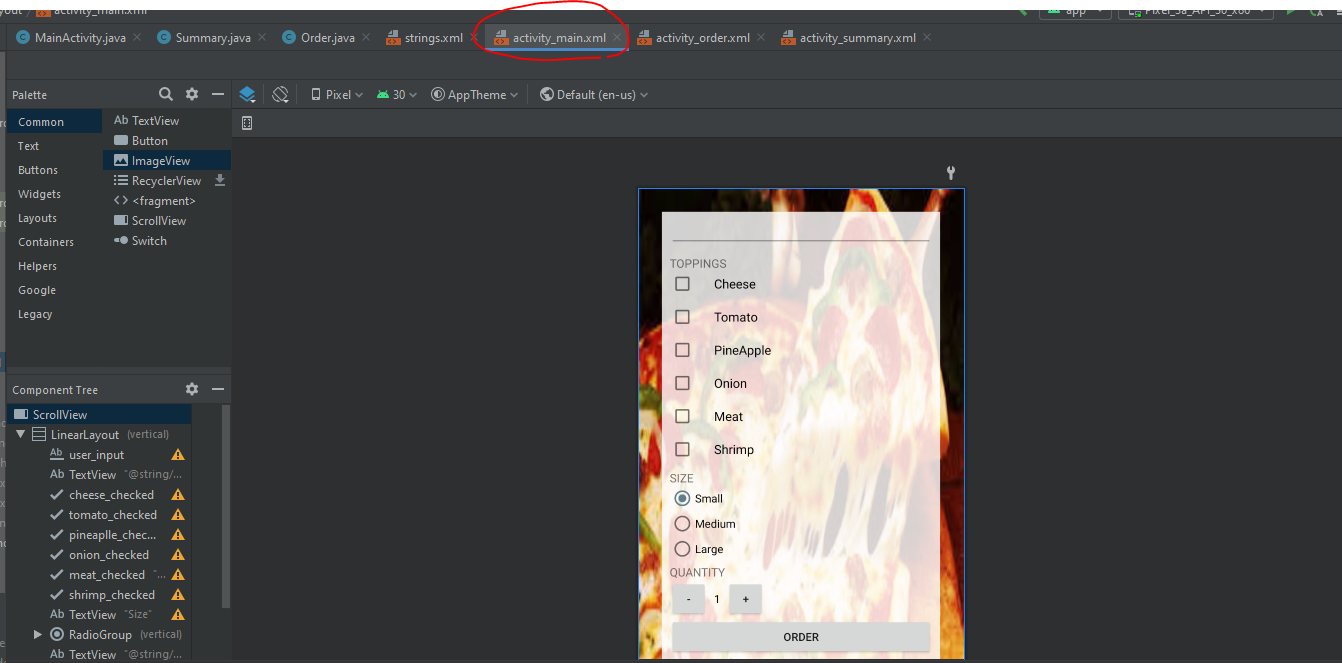 activity_main.xml
app Pixel_3a_API_30_x86
MainActivity.java Summary.java Order.java strings.xml activity_main.xml activity_order.xml activity_summary.xml
Palette Pixel 30 AppTheme Default (en-us)
Common
Text
Buttons
Widgets
Layouts
Containers
Helpers
Google
Legacy
Ab TextView
Button
ImageView
RecyclerView
<> <fragment>
ScrollView
Switch
TOPPINGS
Cheese
Tomato
PineApple
Onion
Meat
Shrimp
SIZE
Small
Medium
Large
QUANTITY
- 1 +
ORDER
Component Tree
ScrollView
LinearLayout (vertical)
Ab user_input
Ab TextView "@string/...
cheese_checked
tomato_checked
pineaplle_chec...
onion_checked
meat_checked "...
shrimp_checked
Ab TextView "Size"
RadioGroup (vertical)
Ab TextView "@string/...